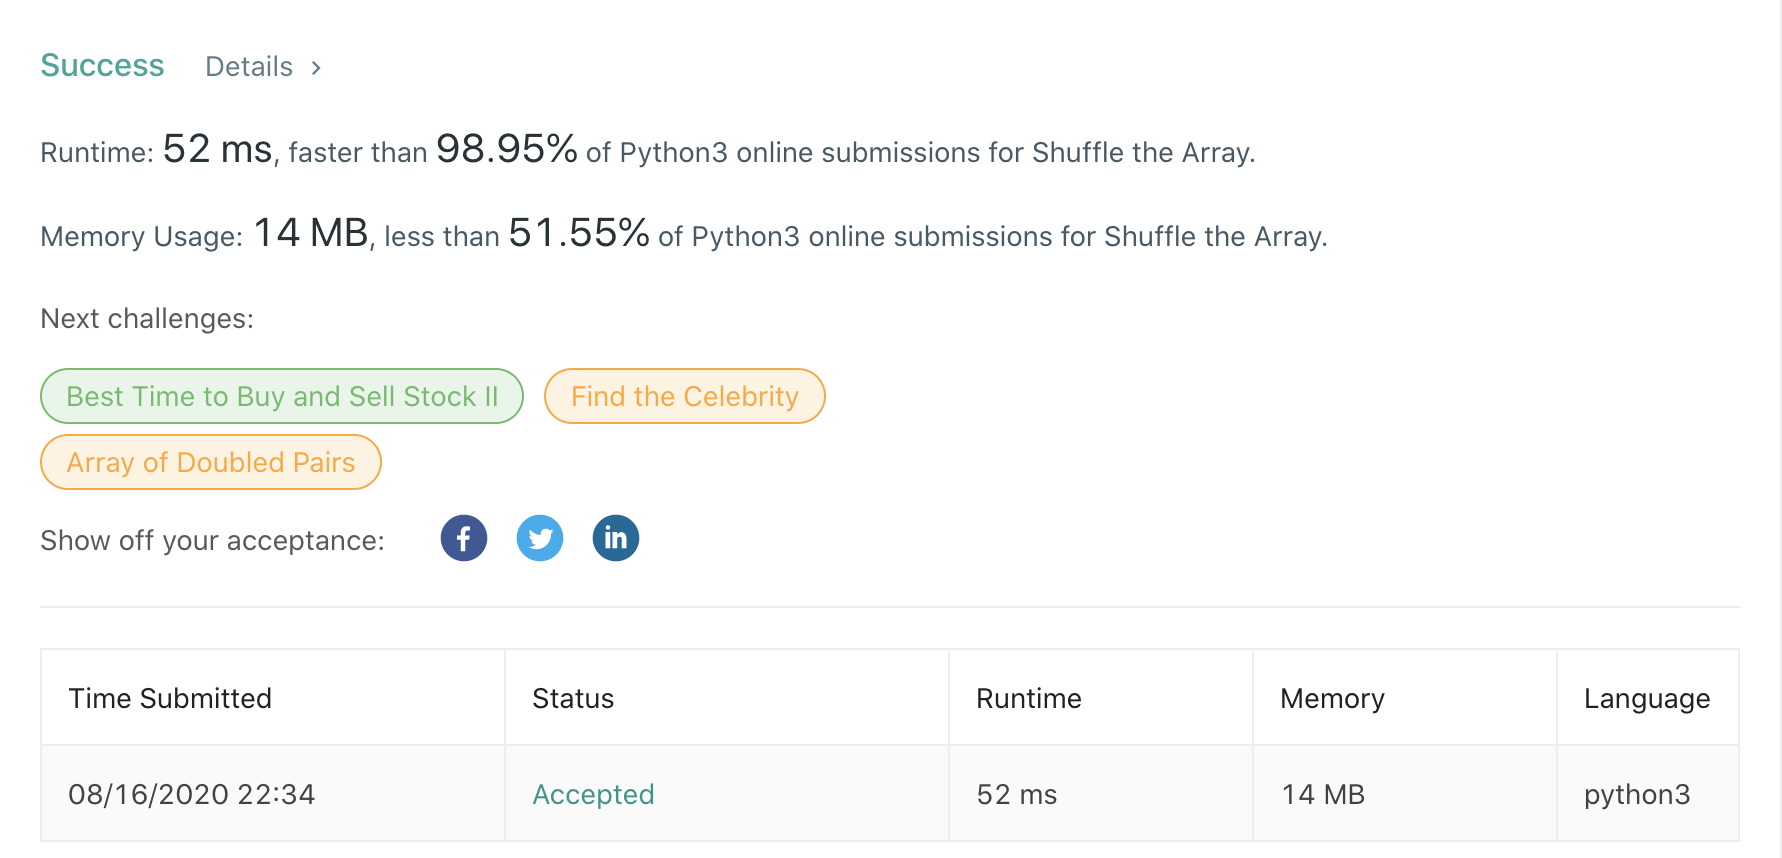 Success Details >
Runtime: 52 ms, faster than 98.95% of Python3 online submissions for Shuffle the Array.
Memory Usage: 14 MB, less than 51.55% of Python3 online submissions for Shuffle the Array.
Next challenges:
Best Time to Buy and Sell Stock II Find the Celebrity
Array of Doubled Pairs
Show off your acceptance: f in
Time Submitted Status Runtime Memory Language
08/16/2020 22:34 Accepted 52 ms 14 MB python3